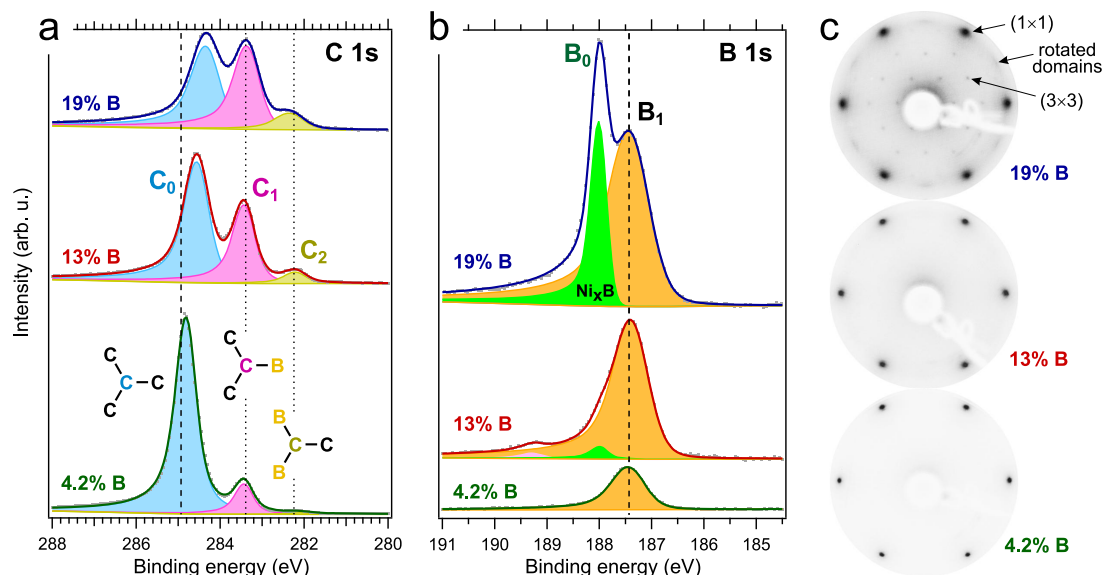 a
C 1s
19% B
C₀
C₁
C₂
13% B
C
C
C
C
C
C
C
B
B
C
C
B
4.2% B
288
286
284
282
280
Binding energy (eV)
Intensity (arb. u.)
b
B 1s
B₀
B₁
19% B
NiₓB
13% B
4.2% B
191
190
189
188
187
186
185
Binding energy (eV)
c
(1×1)
rotated
domains
(3×3)
19% B
13% B
4.2% B